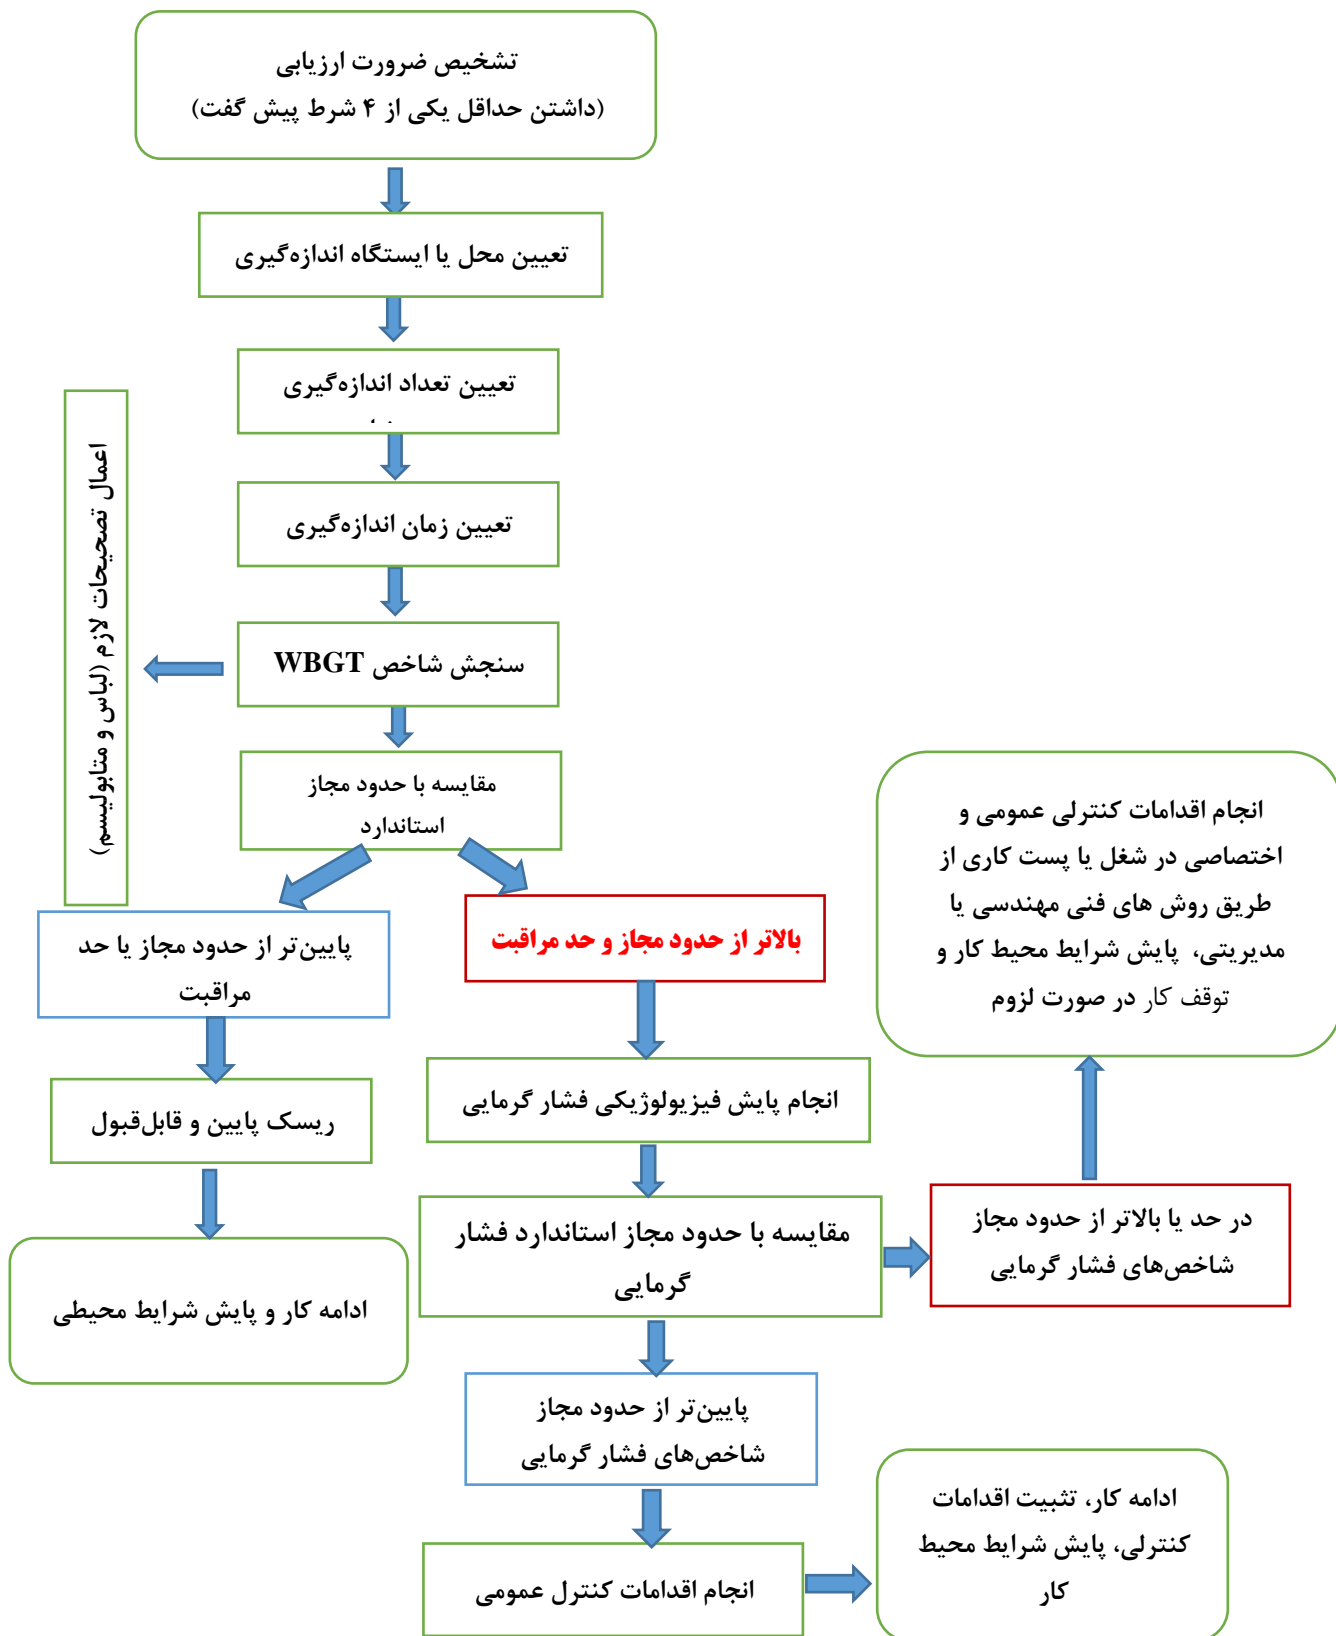 تشخیص ضرورت ارزیابی
(داشتن حداقل یکی از ۴ شرط پیش گفت)
تعیین محل یا ایستگاه اندازه‌گیری
تعیین تعداد اندازه‌گیری
تعیین زمان اندازه‌گیری
سنجش شاخص WBGT
اعمال تصحیحات لازم (لباس و متابولیسم)
مقایسه با حدود مجاز
استاندارد
بالاتر از حدود مجاز و حد مراقبت
پایین‌تر از حدود مجاز یا حد
مراقبت
ریسک پایین و قابل‌قبول
ادامه کار و پایش شرایط محیطی
انجام پایش فیزیولوژیکی فشار گرمایی
مقایسه با حدود مجاز استاندارد فشار
گرمایی
در حد یا بالاتر از حدود مجاز
شاخص‌های فشار گرمایی
انجام اقدامات کنترلی عمومی و
اختصاصی در شغل یا پست کاری از
طریق روش های فنی مهندسی یا
مدیریتی، پایش شرایط محیط کار و
توقف کار در صورت لزوم
پایین‌تر از حدود مجاز
شاخص‌های فشار گرمایی
انجام اقدامات کنترل عمومی
ادامه کار، تثبیت اقدامات
کنترلی، پایش شرایط محیط
کار